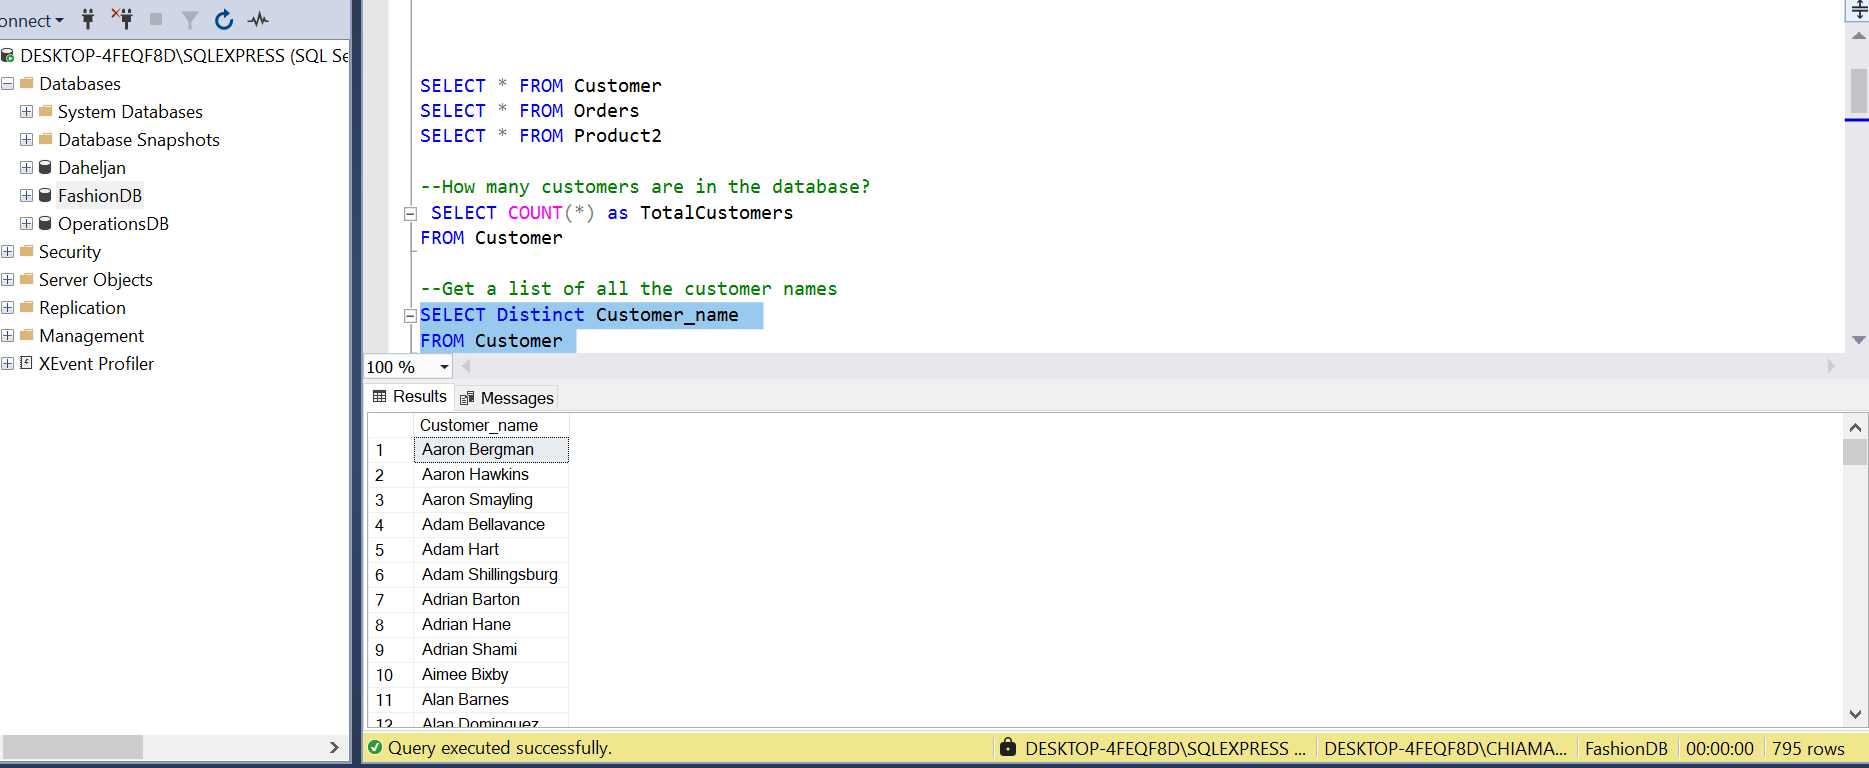 onnect
DESKTOP-4FEQF8D\SQLEXPRESS (SQL Se
Databases
System Databases
Database Snapshots
Daheljan
FashionDB
OperationsDB
Security
Server Objects
Replication
Management
XEvent Profiler
SELECT * FROM Customer
SELECT * FROM Orders
SELECT * FROM Product2
--How many customers are in the database?
SELECT COUNT(*) as TotalCustomers
FROM Customer
--Get a list of all the customer names
SELECT Distinct Customer_name
FROM Customer
100 %
Results Messages
Customer_name
1 Aaron Bergman
2 Aaron Hawkins
3 Aaron Smayling
4 Adam Bellavance
5 Adam Hart
6 Adam Shillingsburg
7 Adrian Barton
8 Adrian Hane
9 Adrian Shami
10 Aimee Bixby
11 Alan Barnes
12 Alan Dominguez
Query executed successfully. DESKTOP-4FEQF8D\SQLEXPRESS ... DESKTOP-4FEQF8D\CHIAMA... FashionDB 00:00:00 795 rows